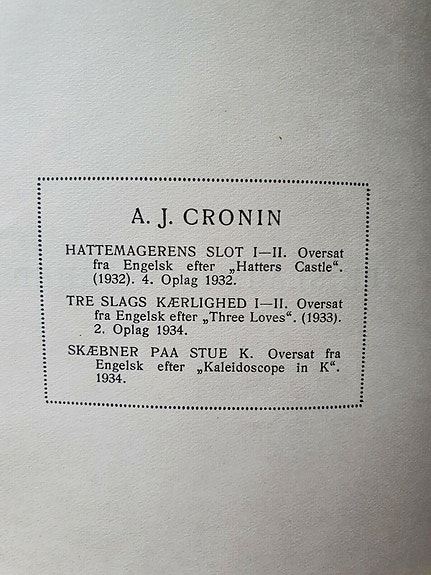 A. J. CRONIN
HATTEMAGERENS SLOT I—II. Oversat
fra Engelsk efter „Hatters Castle“.
(1932). 4. Oplag 1932.
TRE SLAGS KÆRLIGHED I—II. Oversat
fra Engelsk efter „Three Loves“. (1933).
2. Oplag 1934.
SKÆBNER PAA STUE K. Oversat fra
Engelsk efter „Kaleidoscope in K“.
1934.